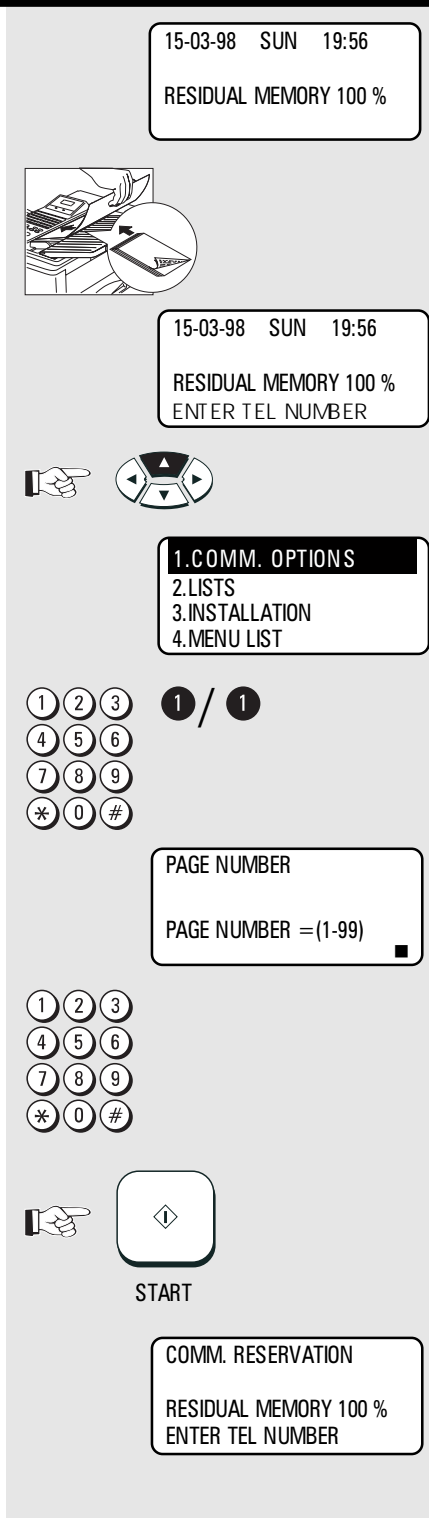 15-03-98 SUN 19:56
RESIDUAL MEMORY 100 %
15-03-98 SUN 19:56
RESIDUAL MEMORY 100 %
ENTER TEL NUMBER
1.COMM. OPTIONS
2.LISTS
3.INSTALLATION
4.MENU LIST
1 2 3 1 / 1
4 5 6
7 8 9
* 0 #
PAGE NUMBER
PAGE NUMBER =(1-99)
1 2 3
4 5 6
7 8 9
* 0 #
START
COMM. RESERVATION
RESIDUAL MEMORY 100 %
ENTER TEL NUMBER